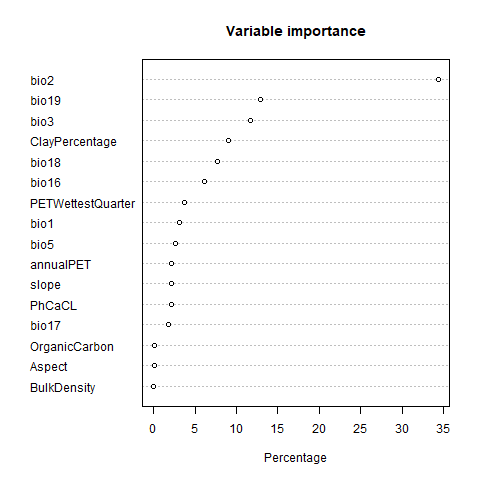 Variable importance
bio2
bio19
bio3
ClayPercentage
bio18
bio16
PETWettestQuarter
bio1
bio5
annualPET
slope
PhCaCL
bio17
OrganicCarbon
Aspect
BulkDensity
0 5 10 15 20 25 30 35
Percentage